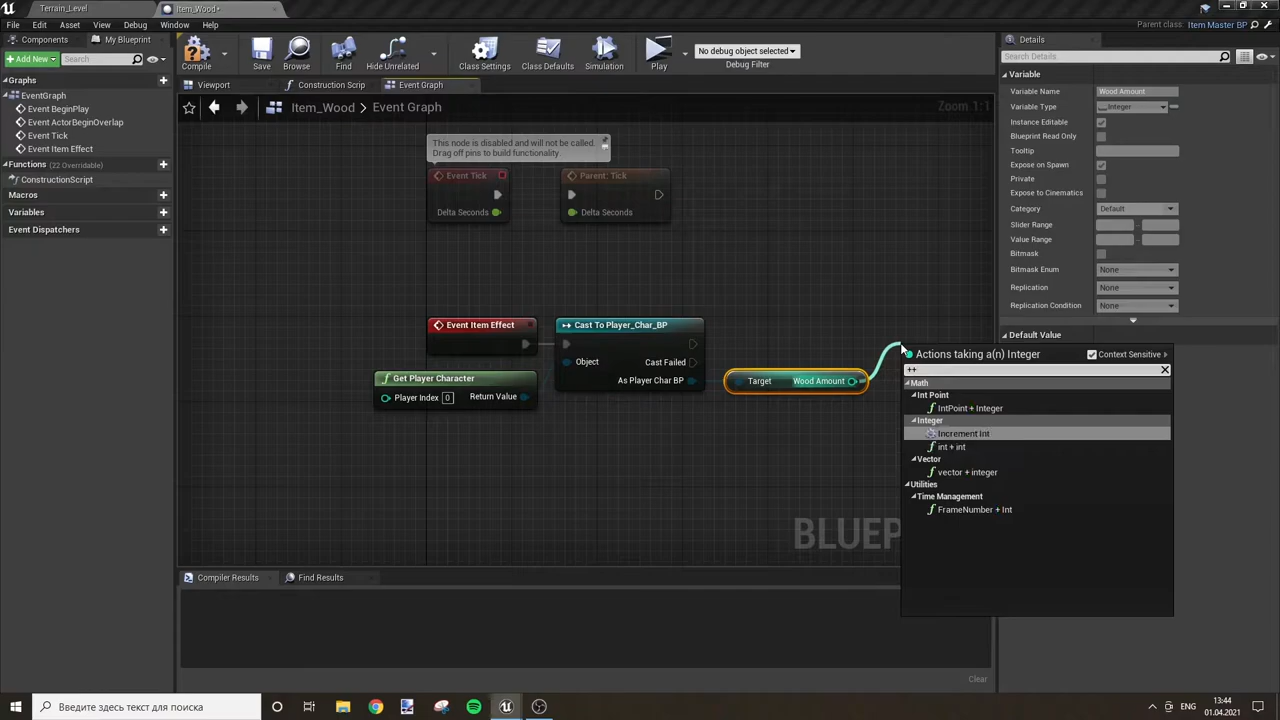 Terrain_Level
Item_Wood*
File Edit Asset View Debug Window Help
Parent class: Item Master BP
Components
My Blueprint
Add New
Search
Compile
Save
Browse
Find
Hide Unrelated
Class Settings
Class Defaults
Simulation
Play
No debug object selected
Debug Filter
Graphs
EventGraph
Event BeginPlay
Event ActorBeginOverlap
Event Tick
Event Item Effect
Functions (22 Overridable)
ConstructionScript
Macros
Variables
Event Dispatchers
Viewport
Construction Scrip
Event Graph
Item_Wood > Event Graph
Zoom 1:1
This node is disabled and will not be called.
Drag off pins to build functionality.
Event Tick
Delta Seconds
Parent: Tick
Delta Seconds
Event Item Effect
Cast To Player_Char_BP
Object
Cast Failed
As Player Char BP
Get Player Character
Player Index 0
Return Value
Target
Wood Amount
Actions taking a(n) Integer
Context Sensitive
++
Math
Int Point
IntPoint + Integer
Integer
Increment Int
int + int
Vector
vector + integer
Utilities
Time Management
FrameNumber + Int
BLUEP
Compiler Results
Find Results
Clear
Details
Search Details
Variable
Variable Name Wood Amount
Variable Type Integer
Instance Editable
Blueprint Read Only
Tooltip
Expose on Spawn
Private
Expose to Cinematics
Category Default
Slider Range
Value Range
Bitmask
Bitmask Enum None
Replication None
Replication Condition None
Default Value
Введите здесь текст для поиска
ENG
13:44
01.04.2021